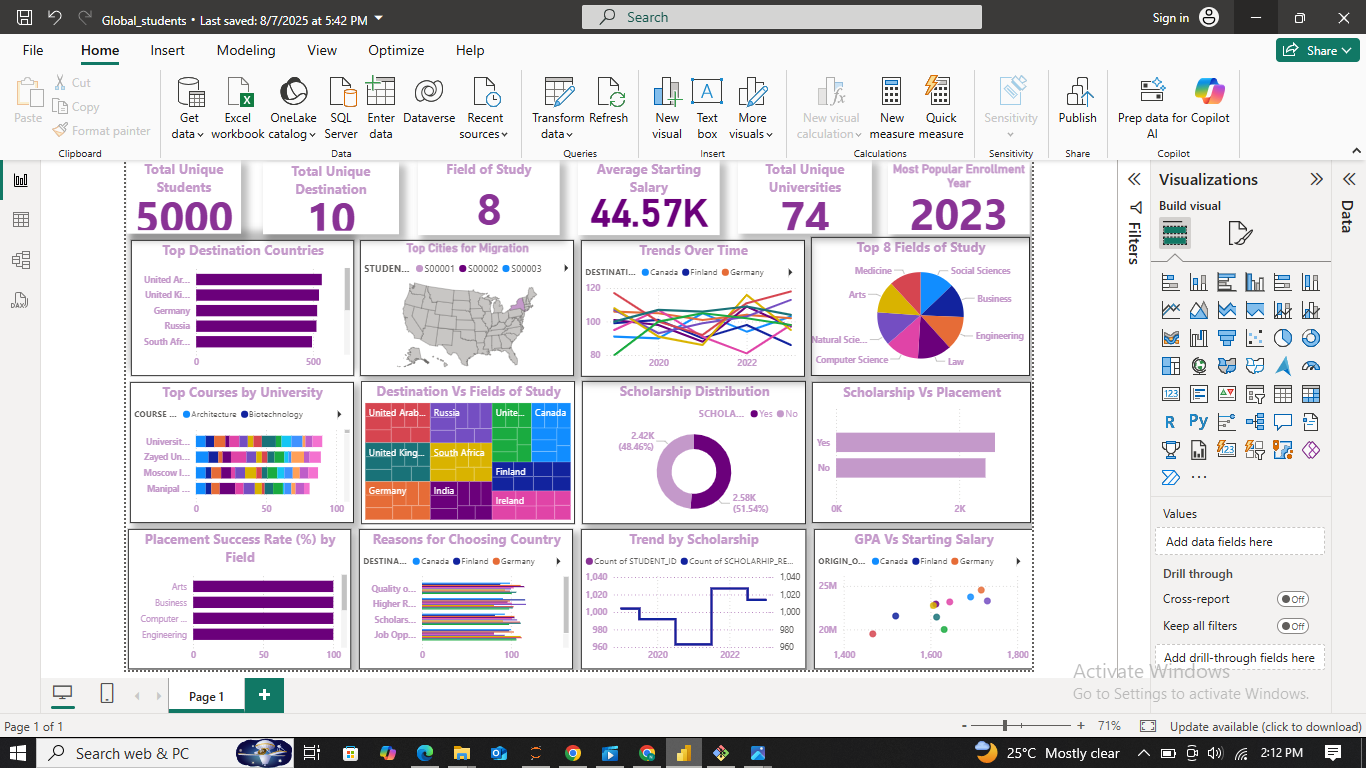 Global_students • Last saved: 8/7/2025 at 5:42 PM
Search
Sign in
File Home Insert Modeling View Optimize Help
Share
Paste
Cut
Copy
Format painter
Clipboard
Get data
Excel workbook
OneLake catalog
SQL Server
Enter data
Dataverse
Recent sources
Data
Transform data
Refresh
Queries
New visual
Text box
More visuals
Insert
New visual calculation
New measure
Quick measure
Calculations
Sensitivity
Sensitivity
Publish
Share
Prep data for AI
Copilot
Copilot
Total Unique Students
5000
Total Unique Destination
10
Field of Study
8
Average Starting Salary
44.57K
Total Unique Universities
74
Most Popular Enrollment Year
2023
Top Destination Countries
United Ar...
United Ki...
Germany
Russia
South Afr...
0 500
Top Cities for Migration
STUDEN... S00001 S00002 S00003
Trends Over Time
DESTINATI... Canada Finland Germany
120
100
80
2020 2022
Top 8 Fields of Study
Medicine
Social Sciences
Arts
Business
Natural Scie...
Engineering
Computer Science
Law
Top Courses by University
COURSE ... Architecture Biotechnology
Universit...
Zayed Un...
Moscow I...
Manipal ...
0 50 100
Destination Vs Fields of Study
United Arab... Russia Unite... Canada
United King... South Africa
Finland
Germany India
Ireland
Scholarship Distribution
SCHOLA... Yes No
2.42K
(48.46%)
2.58K
(51.54%)
Scholarship Vs Placement
Yes
No
0K 2K
Placement Success Rate (%) by Field
Arts
Business
Computer ...
Engineering
0 50 100
Reasons for Choosing Country
DESTINA... Canada Finland Germany
Quality o...
Higher R...
Scholars...
Job Opp...
0 100
Trend by Scholarship
Count of STUDENT_ID Count of SCHOLARHIP_RE...
1,040 1,040
1,020 1,020
1,000 1,000
980 980
960 960
2020 2022
GPA Vs Starting Salary
ORIGIN_O... Canada Finland Germany
25M
20M
1,400 1,600 1,800
Filters
Visualizations
Build visual
R Py
123
Values
Add data fields here
Drill through
Cross-report Off
Keep all filters Off
Add drill-through fields here
Data
DAX
Activate Windows
Go to Settings to activate Windows.
Page 1
Page 1 of 1
71%
Update available (click to download)
Search web & PC
25°C Mostly clear
2:12 PM